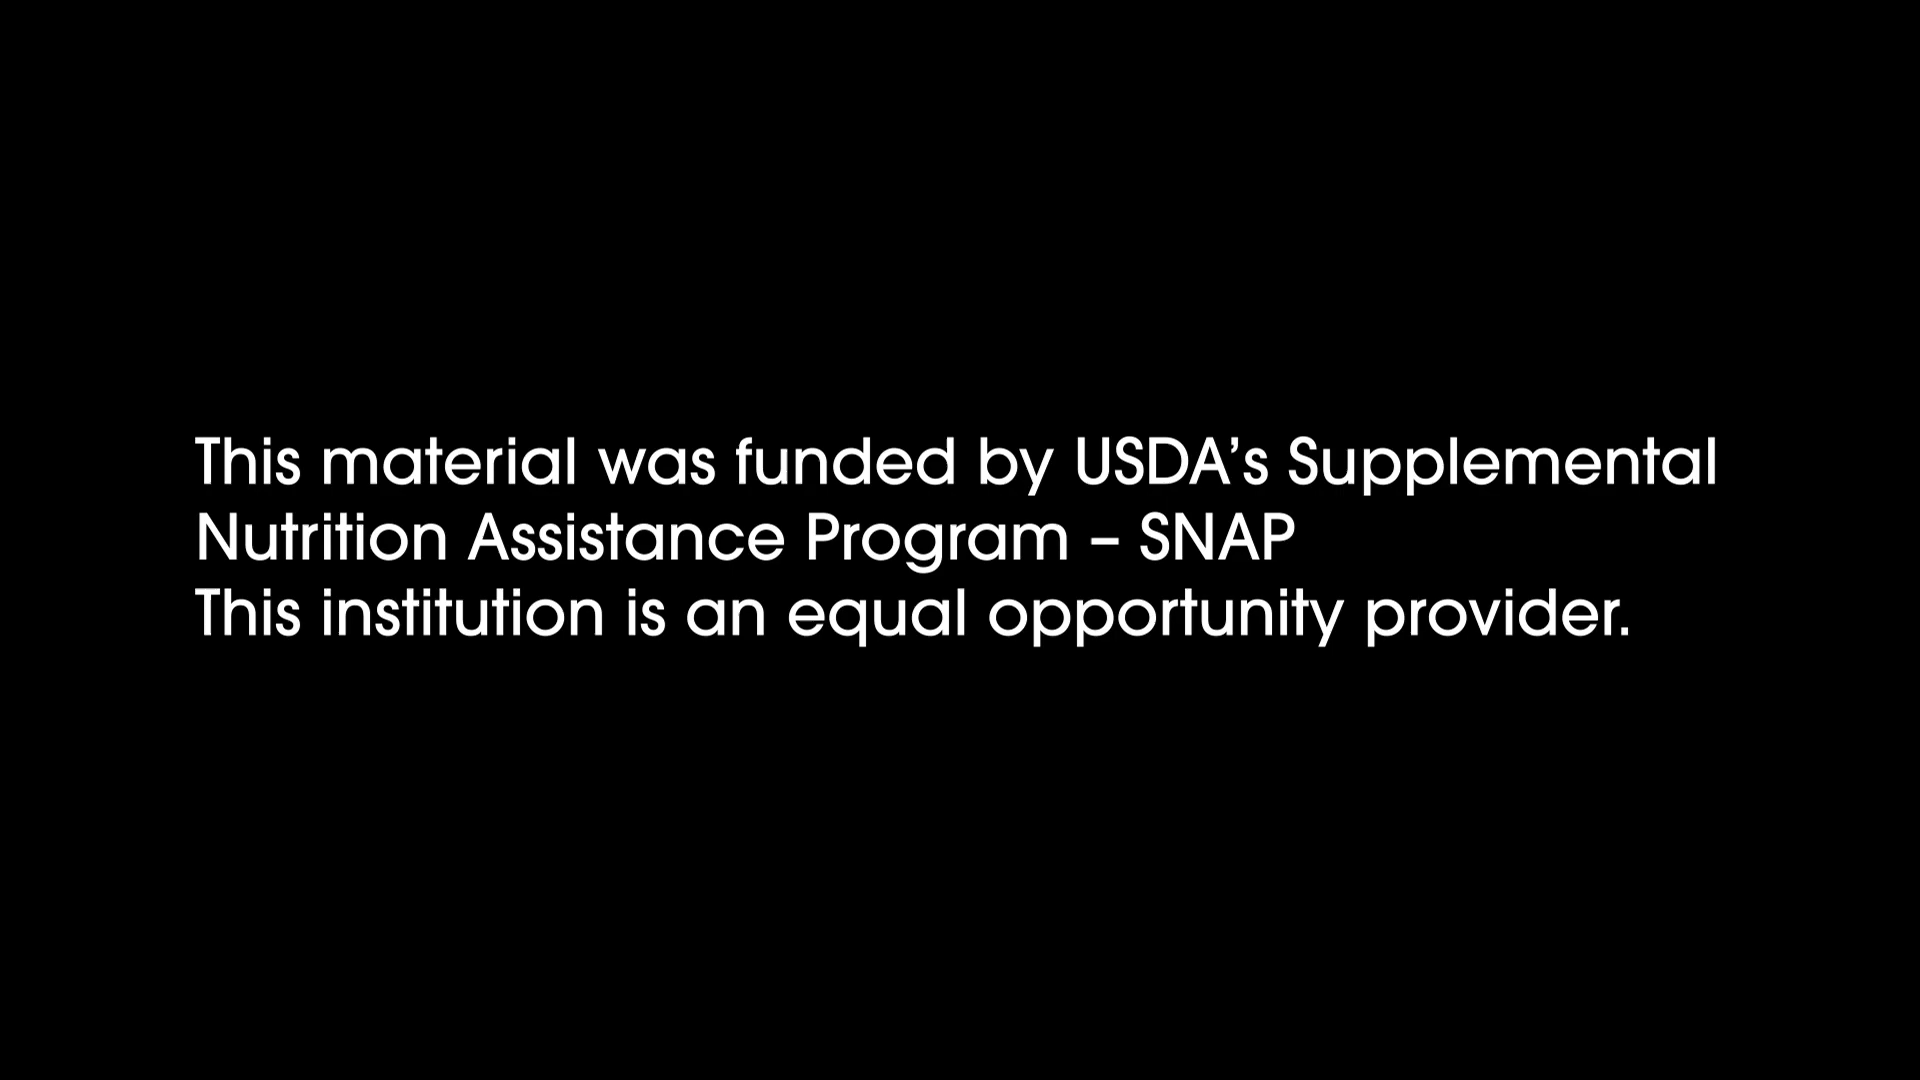 This material was funded by USDA’s Supplemental
Nutrition Assistance Program – SNAP
This institution is an equal opportunity provider.